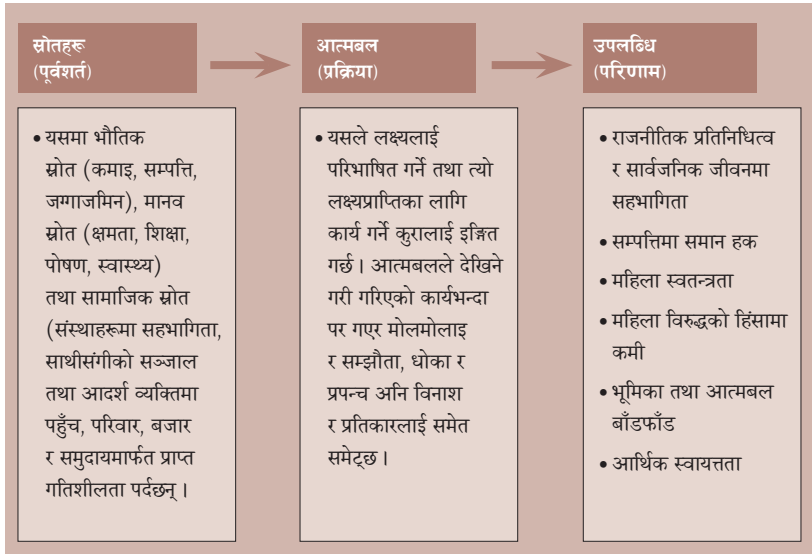 स्रोतहरू
(पूर्वशर्त)
आत्मबल
(प्रक्रिया)
उपलब्धि
(परिणाम)
• यसमा भौतिक
स्रोत (कमाइ, सम्पत्ति,
जग्गाजमिन), मानव
स्रोत (क्षमता, शिक्षा,
पोषण, स्वास्थ्य)
तथा सामाजिक स्रोत
(संस्थाहरूमा सहभागिता,
साथीसंगीको सञ्जाल
तथा आदर्श व्यक्तिमा
पहुँच, परिवार, बजार
र समुदायमार्फत प्राप्त
गतिशीलता पर्दछन् ।
• यसले लक्ष्यलाई
परिभाषित गर्ने तथा त्यो
लक्ष्यप्राप्तिका लागि
कार्य गर्ने कुरालाई इङ्गित
गर्छ । आत्मबलले देखिने
गरी गरिएको कार्यभन्दा
पर गएर मोलमोलाइ
र सम्झौता, धोका र
प्रपन्च अनि विनाश
र प्रतिकारलाई समेत
समेट्छ ।
• राजनीतिक प्रतिनिधित्व
र सार्वजनिक जीवनमा
सहभागिता
• सम्पत्तिमा समान हक
• महिला स्वतन्त्रता
• महिला विरुद्धको हिंसामा
कमी
• भूमिका तथा आत्मबल
बाँडफाँड
• आर्थिक स्वायत्तता